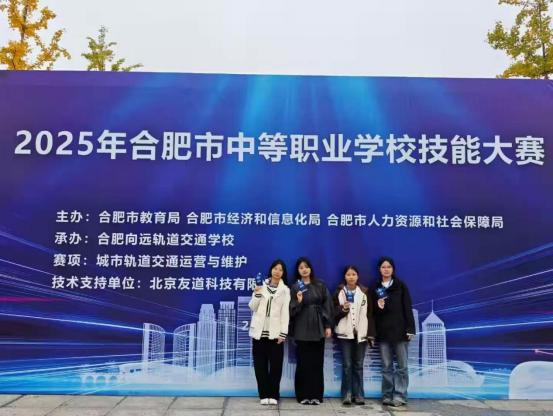 2025年合肥市中等职业学校技能大赛
主办：合肥市教育局 合肥市经济和信息化局 合肥市人力资源和社会保障局
承办：合肥向远轨道交通学校
赛项：城市轨道交通运营与维护
技术支持单位：北京友道科技有限